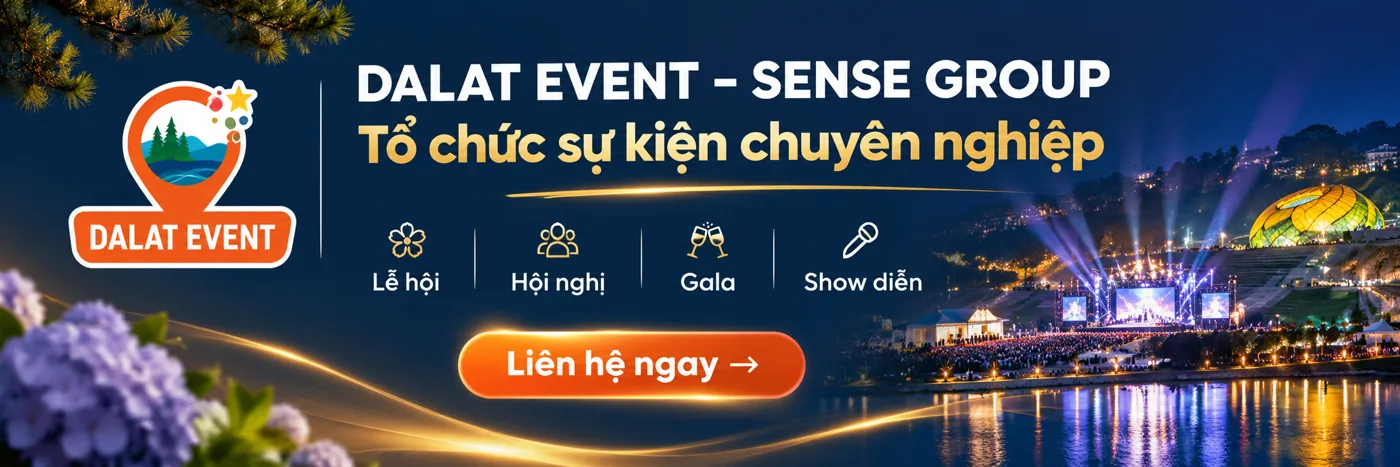 DALAT EVENT
DALAT EVENT – SENSE GROUP
Tổ chức sự kiện chuyên nghiệp
Lễ hội
Hội nghị
Gala
Show diễn
Liên hệ ngay →